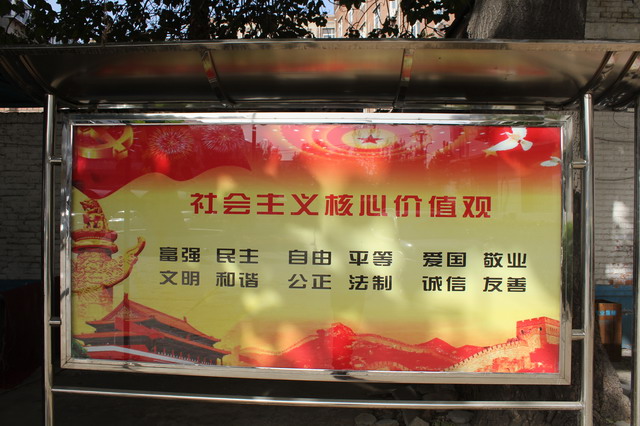 社会主义核心价值观
富强 民主 自由 平等 爱国 敬业
文明 和谐 公正 法制 诚信 友善